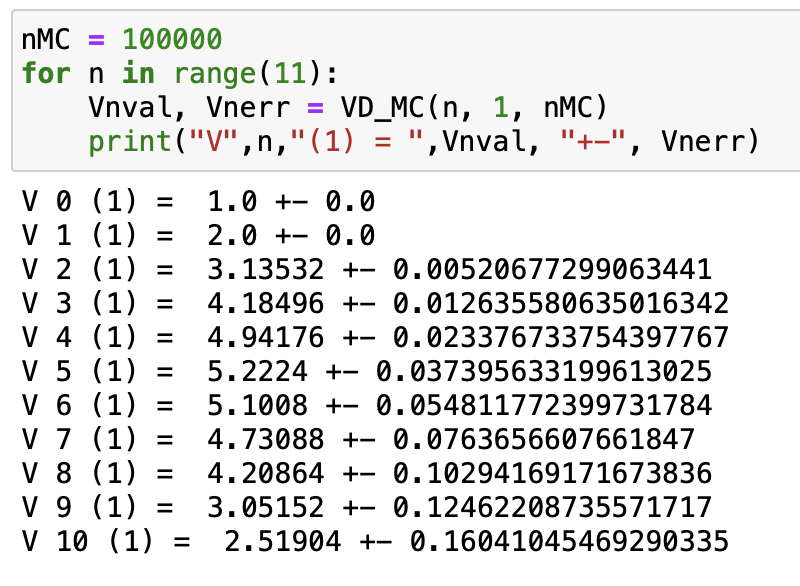 nMC = 100000
for n in range(11):
    Vnval, Vnerr = VD_MC(n, 1, nMC)
    print("V",n,"(1) = ",Vnval, "+-", Vnerr)
V 0 (1) =  1.0 +- 0.0
V 1 (1) =  2.0 +- 0.0
V 2 (1) =  3.13532 +- 0.00520677299063441
V 3 (1) =  4.18496 +- 0.012635580635016342
V 4 (1) =  4.94176 +- 0.023376733754397767
V 5 (1) =  5.2224 +- 0.037395633199613025
V 6 (1) =  5.1008 +- 0.054811772399731784
V 7 (1) =  4.73088 +- 0.0763656607661847
V 8 (1) =  4.20864 +- 0.10294169171673836
V 9 (1) =  3.05152 +- 0.12462208735571717
V 10 (1) =  2.51904 +- 0.16041045469290335